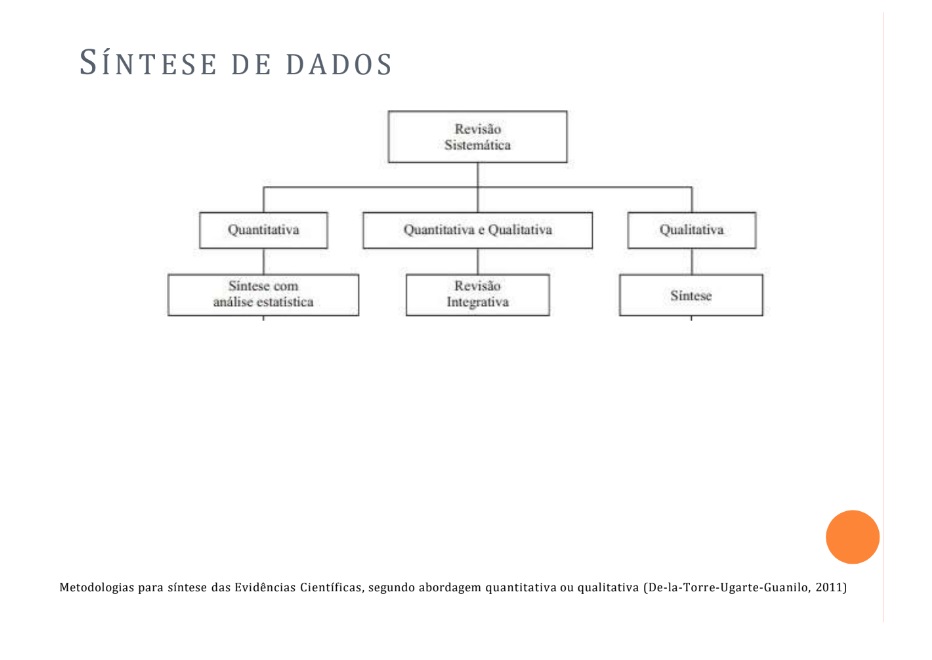 SÍNTESE DE DADOS
Revisão
Sistemática
Quantitativa
Quantitativa e Qualitativa
Qualitativa
Síntese com
análise estatística
Revisão
Integrativa
Síntese
Metodologias para síntese das Evidências Científicas, segundo abordagem quantitativa ou qualitativa (De-la-Torre-Ugarte-Guanilo, 2011)